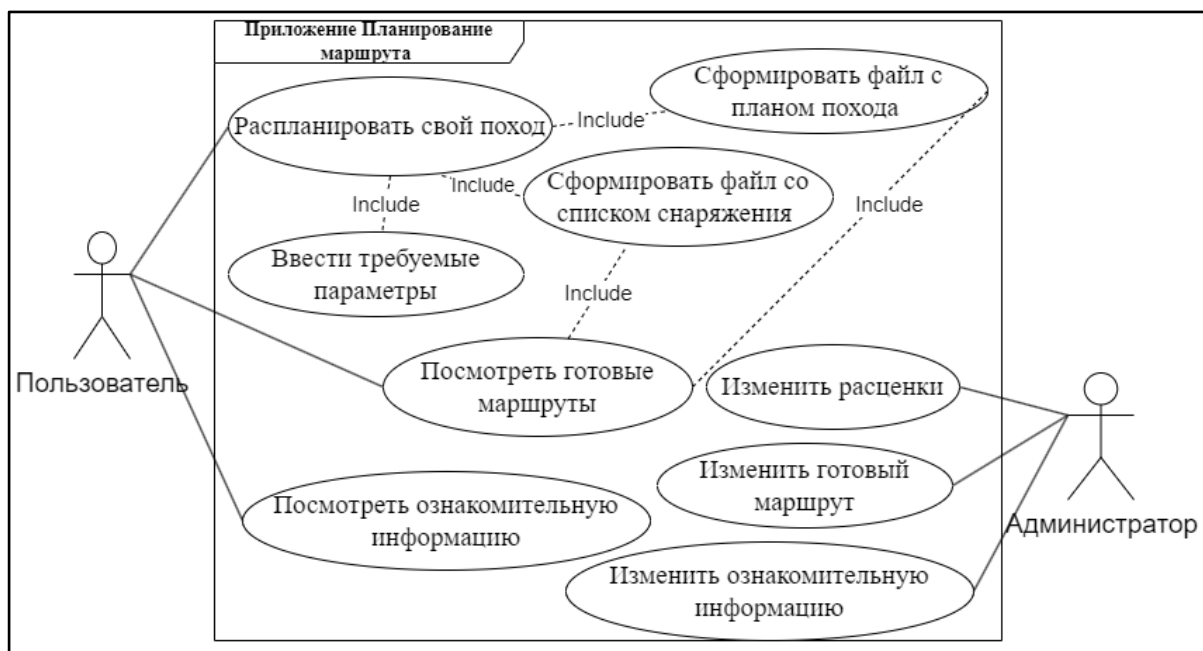 Приложение Планирование
маршрута
Сформировать файл с
планом похода
Распланировать свой поход
Include
Include
Сформировать файл со
списком снаряжения
Include
Include
Ввести требуемые
параметры
Include
Пользователь
Посмотреть готовые
маршруты
Изменить расценки
Изменить готовый
маршрут
Посмотреть ознакомительную
информацию
Администратор
Изменить ознакомительную
информацию